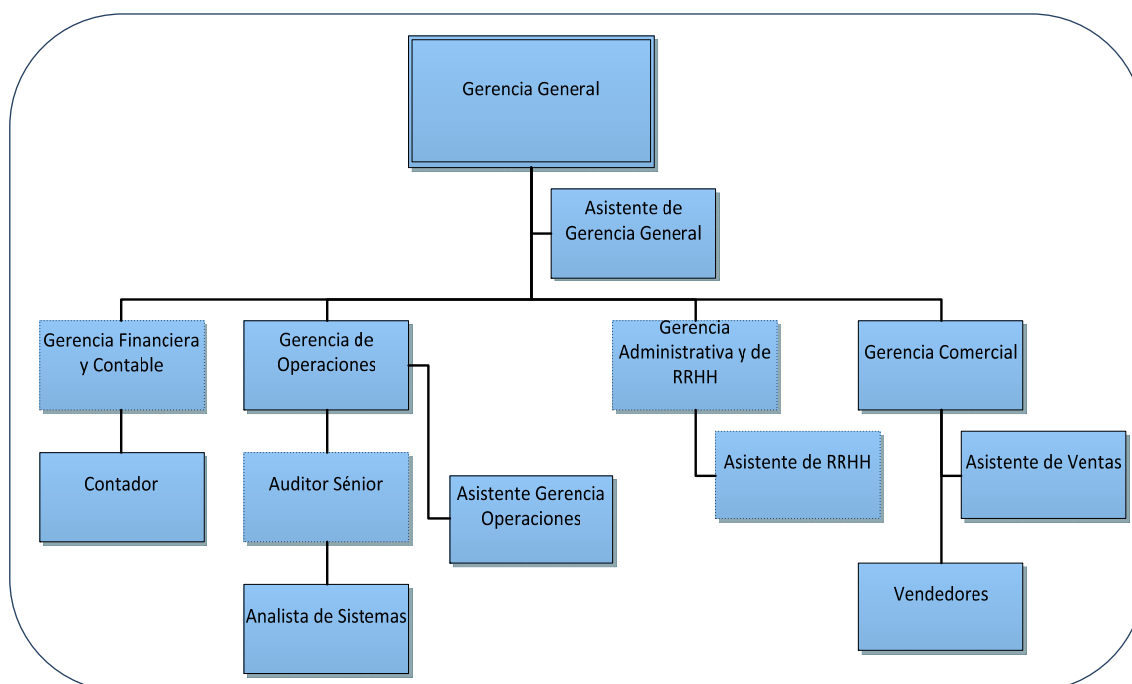 Gerencia General
Asistente de
Gerencia General
Gerencia Financiera
y Contable
Gerencia de
Operaciones
Gerencia
Administrativa y de
RRHH
Gerencia Comercial
Contador
Auditor Sénior
Asistente Gerencia
Operaciones
Asistente de RRHH
Asistente de Ventas
Analista de Sistemas
Vendedores